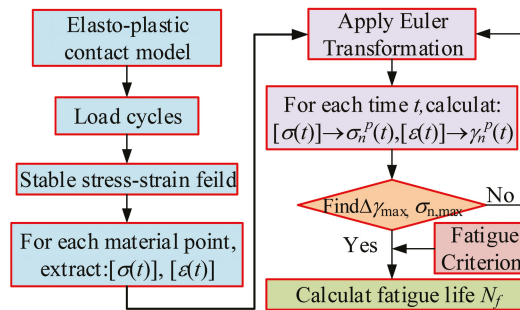 Elasto-plastic
contact model
Load cycles
Stable stress-strain feild
For each material point,
extract:[σ(t)], [ε(t)]
Apply Euler
Transformation
For each time t,calculat:
[σ(t)]→σₙᵖ(t),[ε(t)]→γₙᵖ(t)
FindΔγmax, σn,max
No
Yes
Fatigue
Criterion
Calculat fatigue life Nf